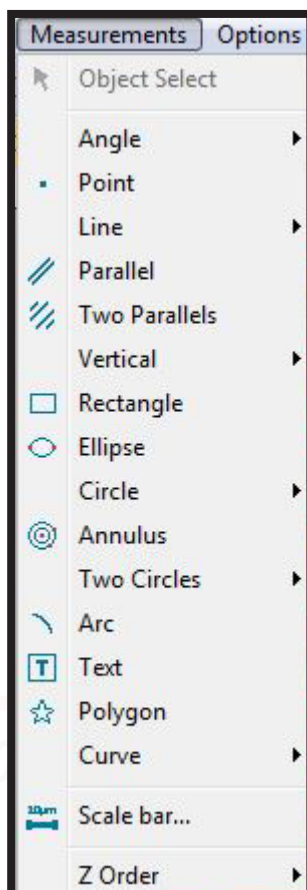 Measurements Options
Object Select
Angle
Point
Line
Parallel
Two Parallels
Vertical
Rectangle
Ellipse
Circle
Annulus
Two Circles
Arc
T Text
Polygon
Curve
10μm Scale bar...
Z Order